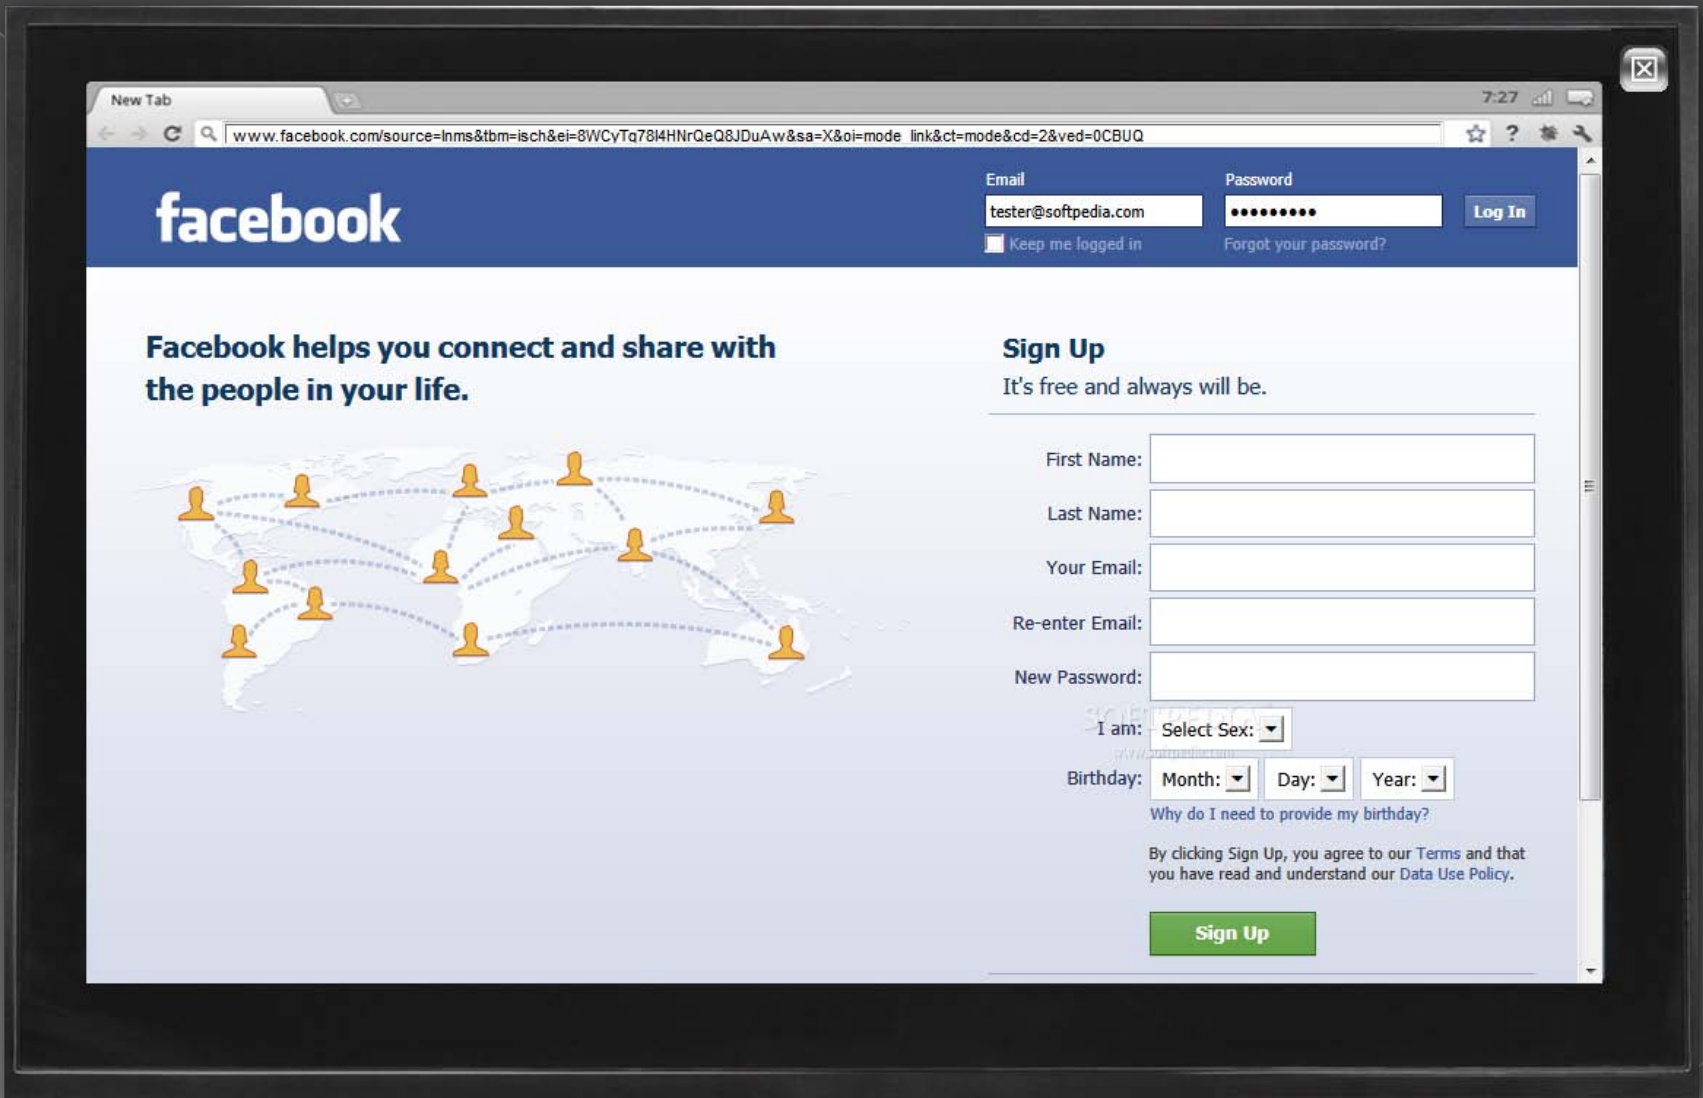 New Tab
7:27
www.facebook.com/source=lnms&tbm=isch&ei=8WCyTq78I4HNrQeQ8JDuAw&sa=X&oi=mode_link&ct=mode&cd=2&ved=0CBUQ
facebook
Email
Password
tester@softpedia.com
•••••••••
Log In
Keep me logged in
Forgot your password?
Facebook helps you connect and share with
the people in your life.
Sign Up
It's free and always will be.
First Name:
Last Name:
Your Email:
Re-enter Email:
New Password:
SOFTPEDIA
I am:
Select Sex:
www.softpedia.com
Birthday:
Month:
Day:
Year:
Why do I need to provide my birthday?
By clicking Sign Up, you agree to our Terms and that
you have read and understand our Data Use Policy.
Sign Up